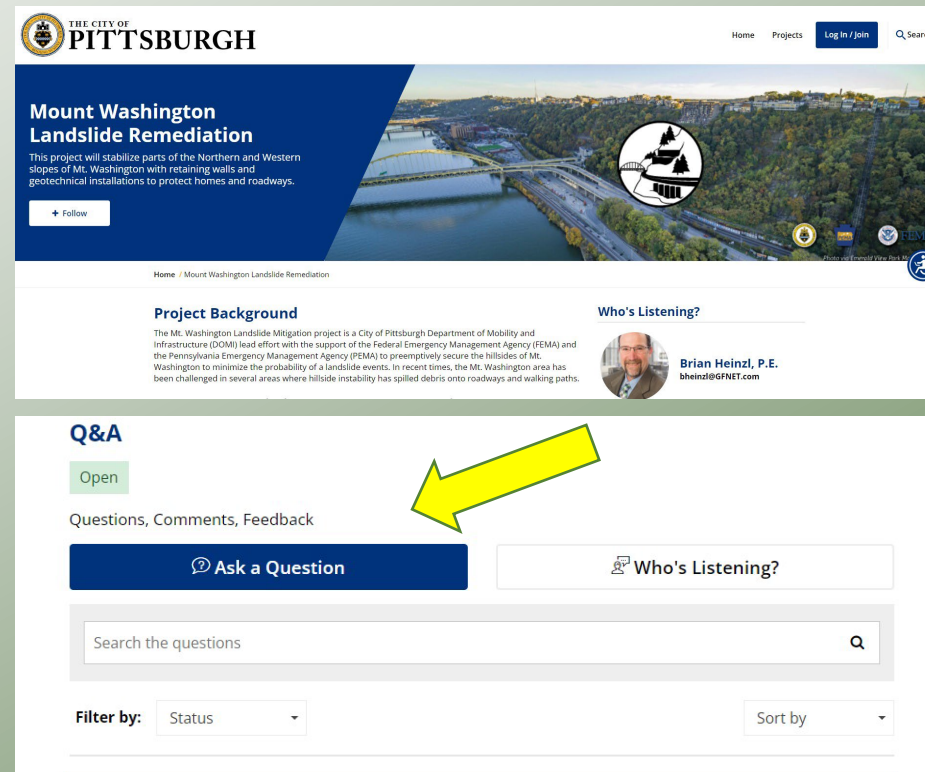 THE CITY OF
PITTSBURGH
Home Projects Log In / Join Sear
Mount Washington
Landslide Remediation
This project will stabilize parts of the Northern and Western
slopes of Mt. Washington with retaining walls and
geotechnical installations to protect homes and roadways.
+ Follow
FEM
Photo via Emerald View Park
Home / Mount Washington Landslide Remediation
Project Background
The Mt. Washington Landslide Mitigation project is a City of Pittsburgh Department of Mobility and
Infrastructure (DOMI) lead effort with the support of the Federal Emergency Management Agency (FEMA) and
the Pennsylvania Emergency Management Agency (PEMA) to preemptively secure the hillsides of Mt.
Washington to minimize the probability of a landslide events. In recent times, the Mt. Washington area has
been challenged in several areas where hillside instability has spilled debris onto roadways and walking paths.
Who's Listening?
Brian Heinzl, P.E.
bheinzl@GFNET.com
Q&A
Open
Questions, Comments, Feedback
Ask a Question
Who's Listening?
Search the questions
Filter by: Status
Sort by